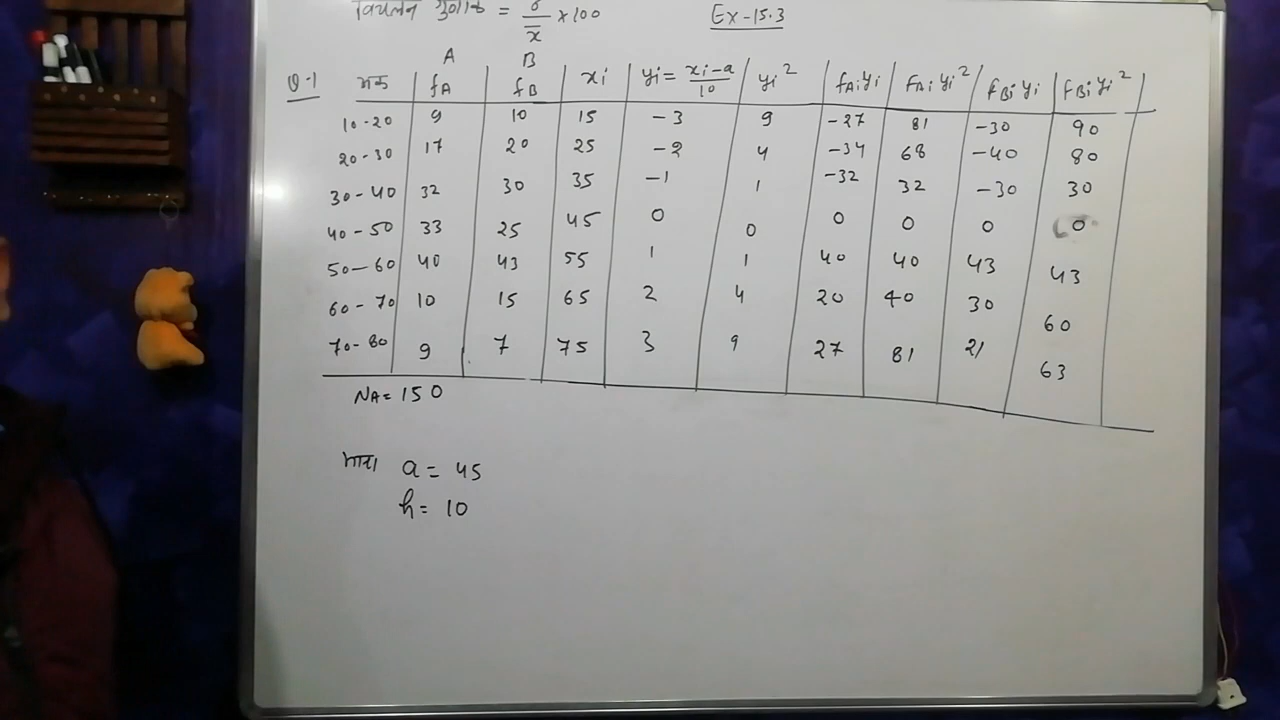 विचरण गुणांक = σ/x̄ × 100
Ex-15.3
A B
Q.1 अंक fA fB xi yi = xi-a/10 yi² fAiyi FAiyi² fBiyi fBiyi²
10-20 9 10 15 -3 9 -27 81 -30 90
20-30 17 20 25 -2 4 -34 68 -40 80
30-40 32 30 35 -1 1 -32 32 -30 30
40-50 33 25 45 0 0 0 0 0 0
50-60 40 43 55 1 1 40 40 43 43
60-70 10 15 65 2 4 20 40 30 60
70-80 9 7 75 3 9 27 81 21 63
NA = 150
माना a = 45
h = 10